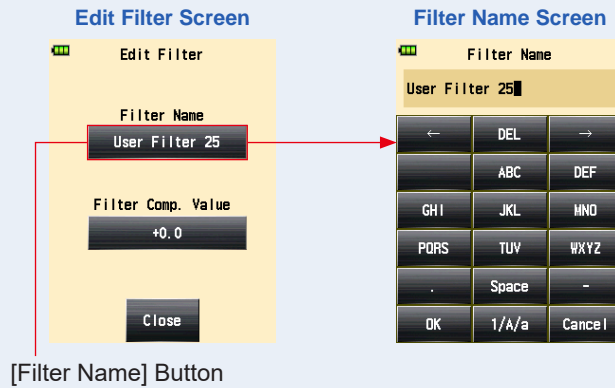 Edit Filter Screen
Edit Filter
Filter Name
User Filter 25
Filter Comp. Value
+0.0
Close
[Filter Name] Button
Filter Name Screen
Filter Name
User Filter 25
← DEL →
ABC DEF
GHI JKL MNO
PQRS TUV WXYZ
. Space -
OK 1/A/a Cancel